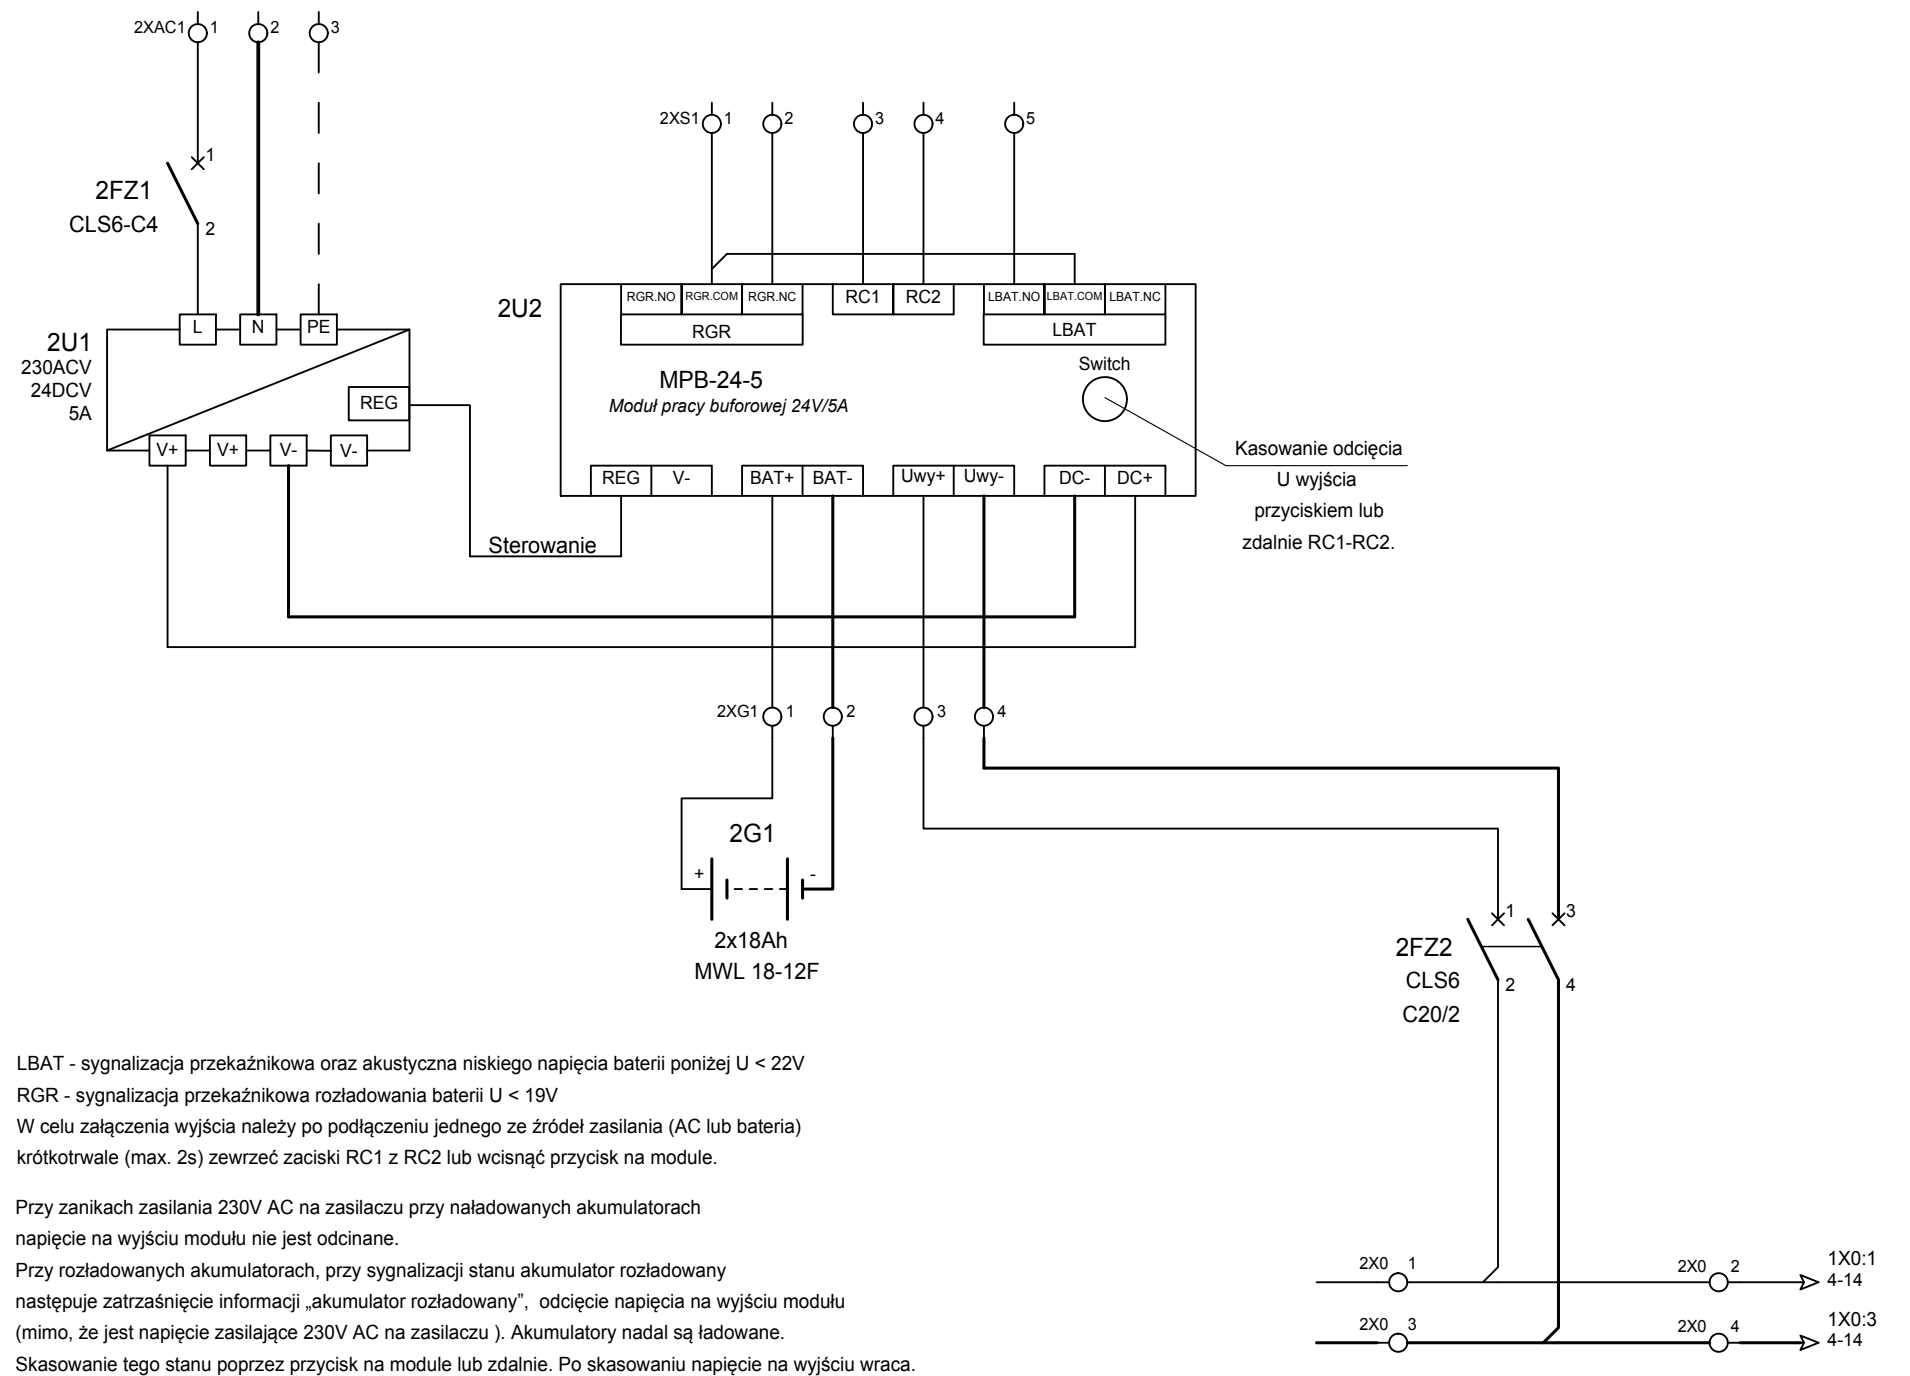 2XAC1 1 2 3
2XS1 1 2 3 4 5
1
2FZ1
CLS6-C4
2
2U1
230ACV
24DCV
5A
L N PE
REG
V+ V+ V- V-
2U2
RGR.NO RGR.COM RGR.NC RC1 RC2 LBAT.NO LBAT.COM LBAT.NC
RGR LBAT
Switch
MPB-24-5
Moduł pracy buforowej 24V/5A
REG V- BAT+ BAT- Uwy+ Uwy- DC- DC+
Kasowanie odcięcia
U wyjścia
przyciskiem lub
zdalnie RC1-RC2.
Sterowanie
2XG1 1 2 3 4
2G1
+ -
2x18Ah
MWL 18-12F
1 3
2FZ2
CLS6
C20/2
2 4
LBAT - sygnalizacja przekaźnikowa oraz akustyczna niskiego napięcia baterii poniżej U < 22V
RGR - sygnalizacja przekaźnikowa rozładowania baterii U < 19V
W celu załączenia wyjścia należy po podłączeniu jednego ze źródeł zasilania (AC lub bateria)
krótkotrwale (max. 2s) zewrzeć zaciski RC1 z RC2 lub wcisnąć przycisk na module.
Przy zanikach zasilania 230V AC na zasilaczu przy naładowanych akumulatorach
napięcie na wyjściu modułu nie jest odcinane.
Przy rozładowanych akumulatorach, przy sygnalizacji stanu akumulator rozładowany
następuje zatrzaśnięcie informacji „akumulator rozładowany”, odcięcie napięcia na wyjściu modułu
(mimo, że jest napięcie zasilające 230V AC na zasilaczu ). Akumulatory nadal są ładowane.
Skasowanie tego stanu poprzez przycisk na module lub zdalnie. Po skasowaniu napięcie na wyjściu wraca.
2X0 1 2X0 2 1X0:1
4-14
2X0 3 2X0 4 1X0:3
4-14